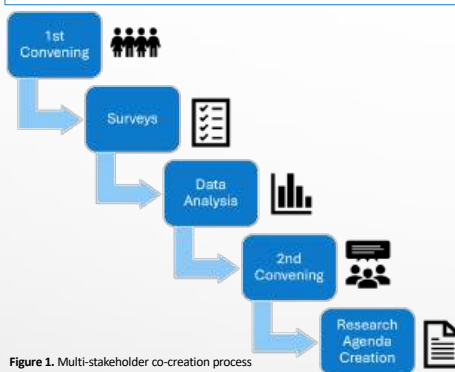 1st
Convening
Surveys
Data
Analysis
2nd
Convening
Research
Agenda
Creation
Figure 1. Multi-stakeholder co-creation process